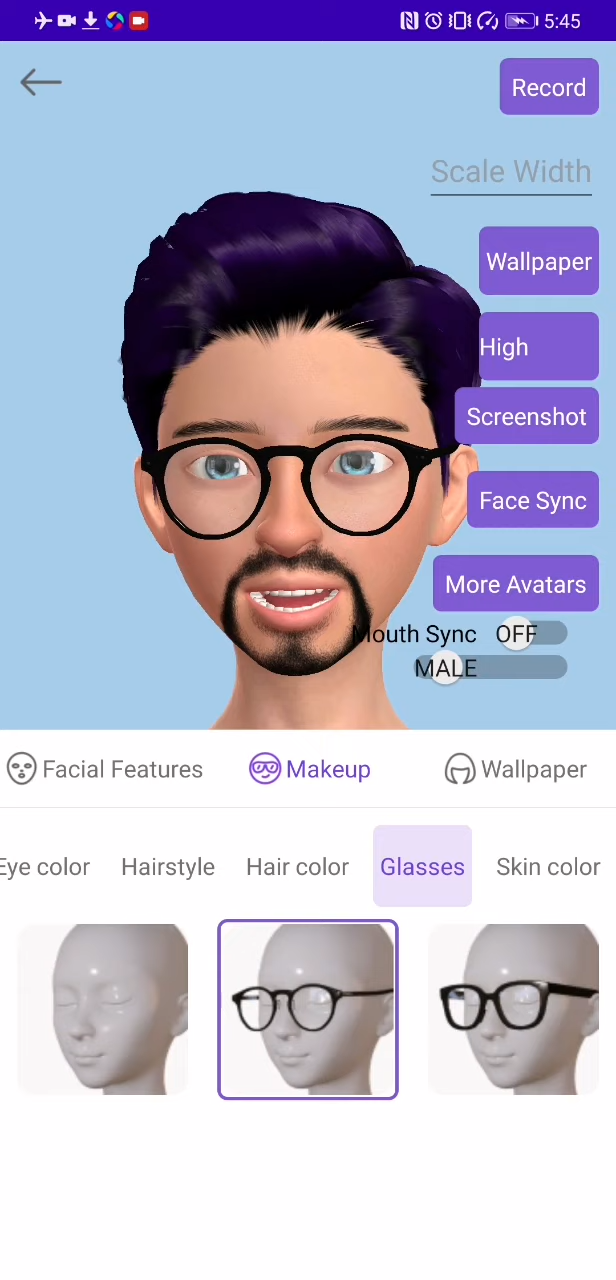 5:45
Record
Scale Width
Wallpaper
High
Screenshot
Face Sync
More Avatars
Mouth Sync OFF
MALE
Facial Features Makeup Wallpaper
Eye color Hairstyle Hair color Glasses Skin color